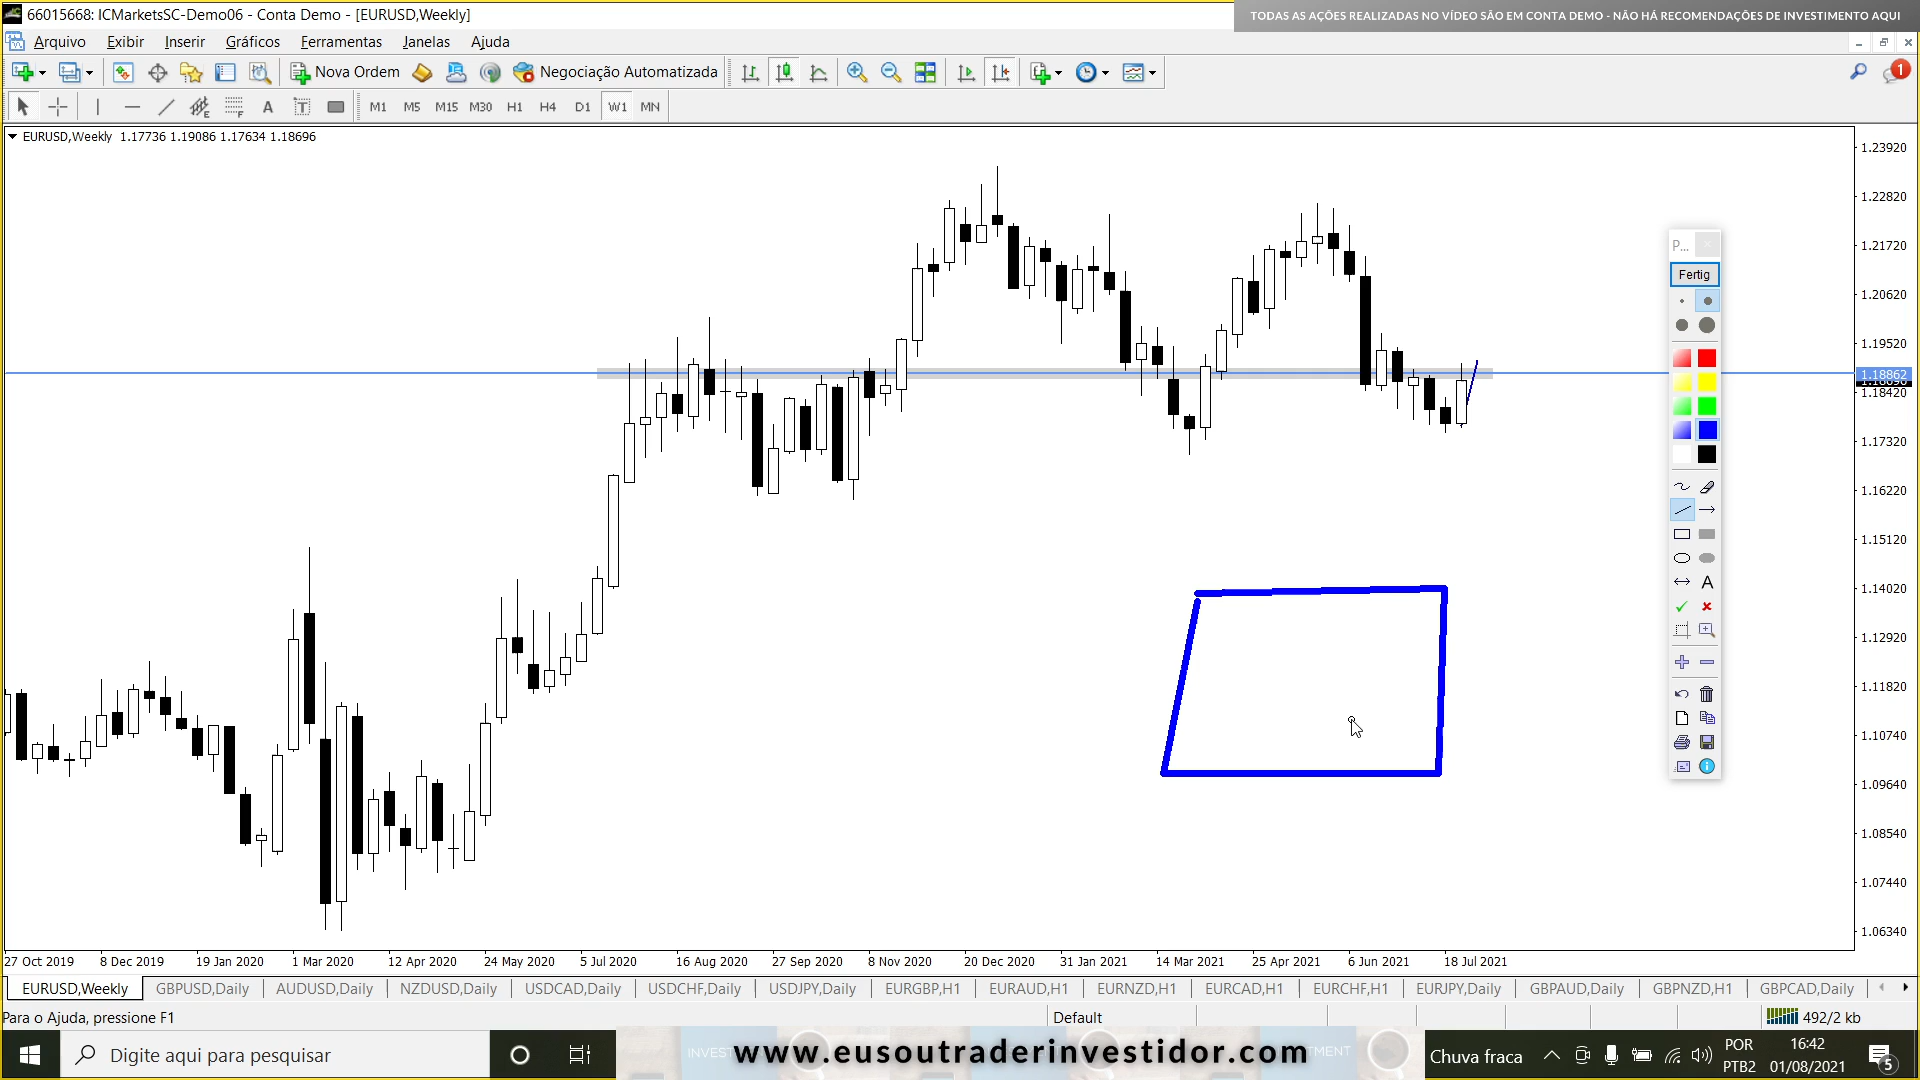 66015668: ICMarketsSC-Demo06 - Conta Demo - [EURUSD,Weekly]
TODAS AS AÇÕES REALIZADAS NO VÍDEO SÃO EM CONTA DEMO - NÃO HÁ RECOMENDAÇÕES DE INVESTIMENTO AQUI
Arquivo Exibir Inserir Gráficos Ferramentas Janelas Ajuda
Nova Ordem Negociação Automatizada
1
A T M1 M5 M15 M30 H1 H4 D1 W1 MN
EURUSD,Weekly 1.17736 1.19086 1.17634 1.18696
1.23920
1.22820
1.21720
1.20620
1.19520
1.18862
1.18420
1.17320
1.16220
1.15120
1.14020
1.12920
1.11820
1.10740
1.09640
1.08540
1.07440
1.06340
P...
Fertig
A
27 Oct 2019 8 Dec 2019 19 Jan 2020 1 Mar 2020 12 Apr 2020 24 May 2020 5 Jul 2020 16 Aug 2020 27 Sep 2020 8 Nov 2020 20 Dec 2020 31 Jan 2021 14 Mar 2021 25 Apr 2021 6 Jun 2021 18 Jul 2021
EURUSD,Weekly GBPUSD,Daily AUDUSD,Daily NZDUSD,Daily USDCAD,Daily USDCHF,Daily USDJPY,Daily EURGBP,H1 EURAUD,H1 EURNZD,H1 EURCAD,H1 EURCHF,H1 EURJPY,Daily GBPAUD,Daily GBPNZD,H1 GBPCAD,Daily
Para o Ajuda, pressione F1
Default
492/2 kb
Digite aqui para pesquisar
www.eusoutraderinvestidor.com
Chuva fraca
POR
PTB2
16:42
01/08/2021
5